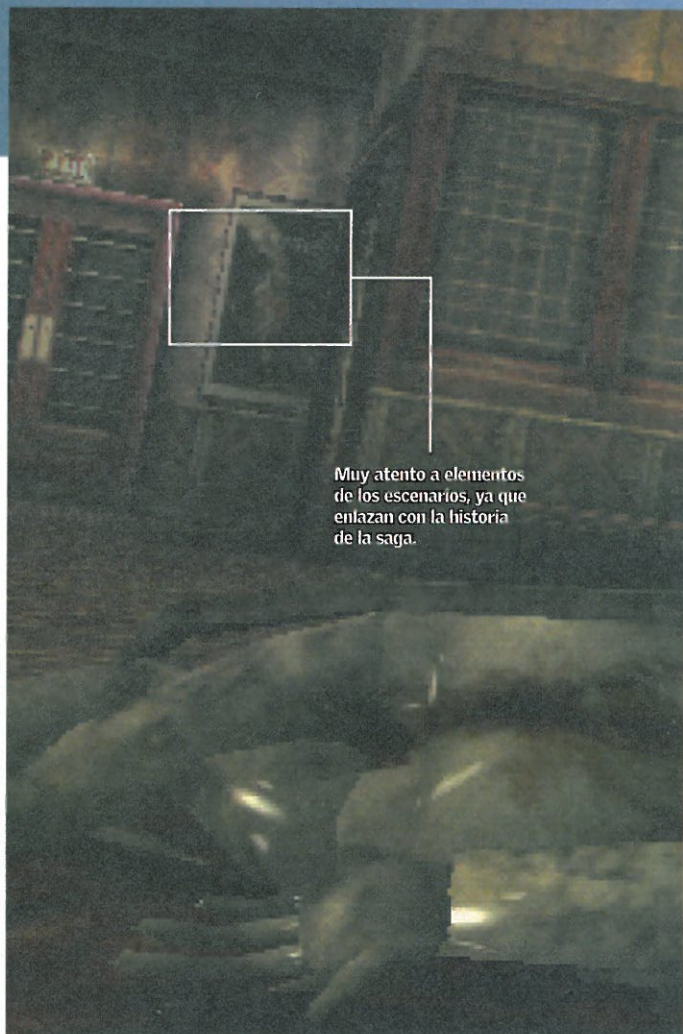 Muy atento a elementos
de los escenarios, ya que
enlazan con la historia
de la saga.